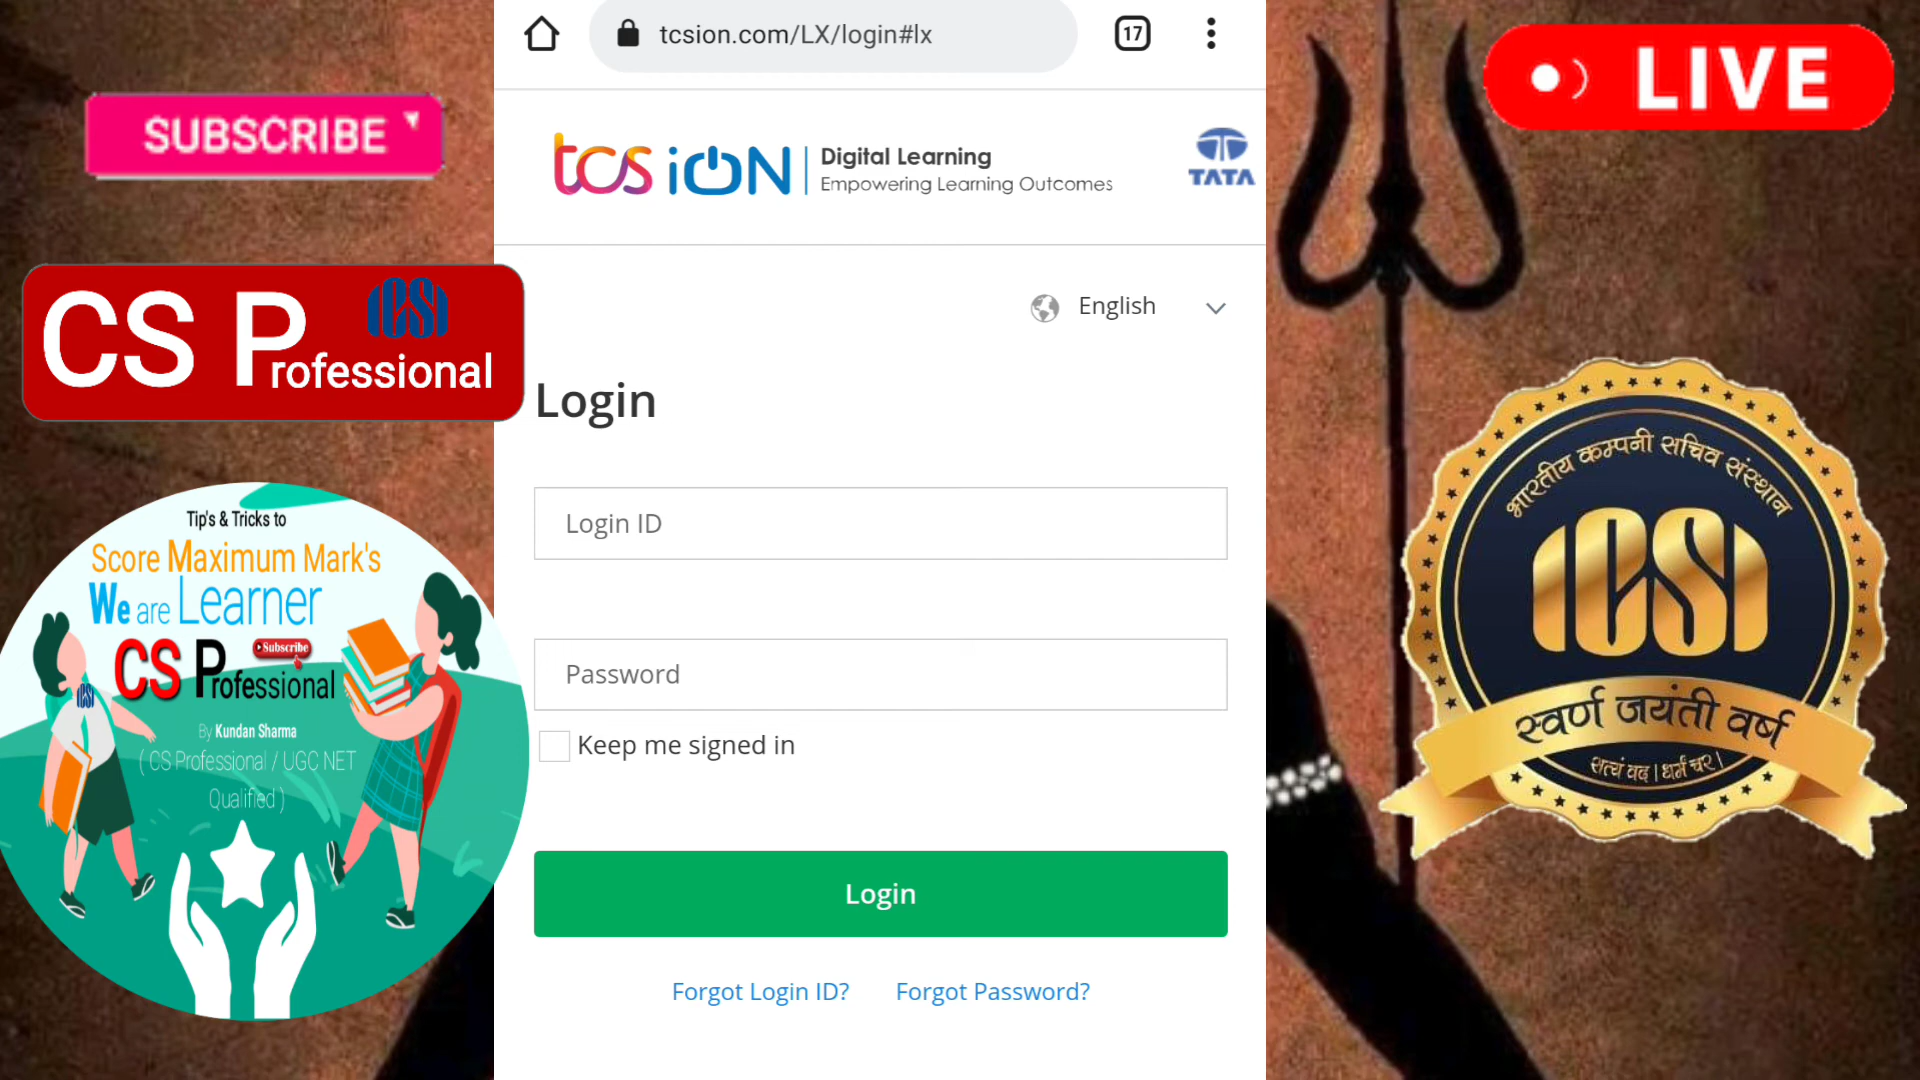 SUBSCRIBE
CS Professional
ICSI
Tip's & Tricks to
Score Maximum Mark's
We are Learner
Subscribe
CS Professional
ICSI
By Kundan Sharma
( CS Professional / UGC NET
Qualified )
tcsion.com/LX/login#lx
17
tcs iON
Digital Learning
Empowering Learning Outcomes
TATA
English
Login
Login ID
Password
Keep me signed in
Login
Forgot Login ID?
Forgot Password?
LIVE
भारतीय कम्पनी सचिव संस्थान
ICSI
स्वर्ण जयंती वर्ष
सत्यं वद | धर्मं चर |